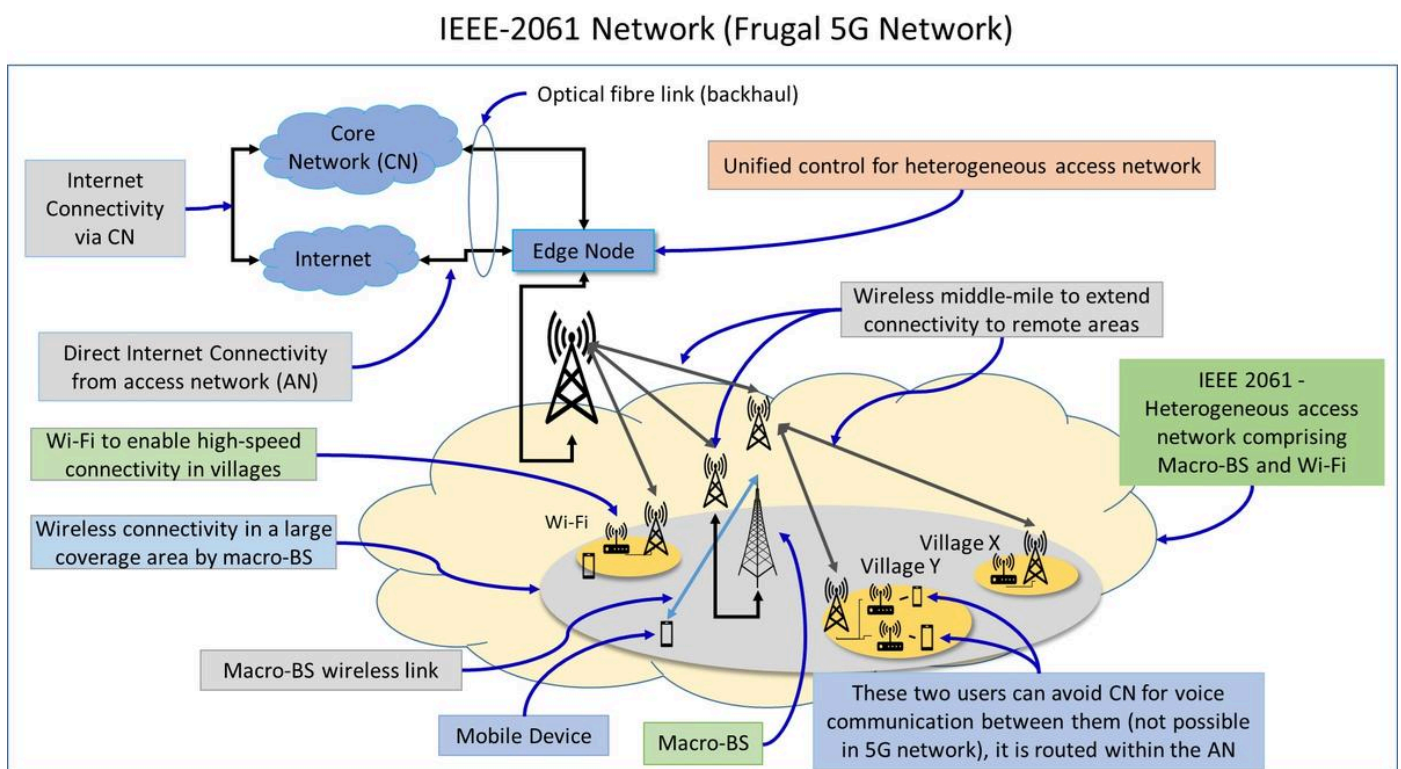 IEEE-2061 Network (Frugal 5G Network)
Optical fibre link (backhaul)
Core
Network (CN)
Unified control for heterogeneous access network
Internet
Connectivity
via CN
Internet
Edge Node
Wireless middle-mile to extend
connectivity to remote areas
Direct Internet Connectivity
from access network (AN)
IEEE 2061 -
Heterogeneous access
network comprising
Macro-BS and Wi-Fi
Wi-Fi to enable high-speed
connectivity in villages
Wireless connectivity in a large
coverage area by macro-BS
Wi-Fi
Village X
Village Y
Macro-BS wireless link
Mobile Device
Macro-BS
These two users can avoid CN for voice
communication between them (not possible
in 5G network), it is routed within the AN